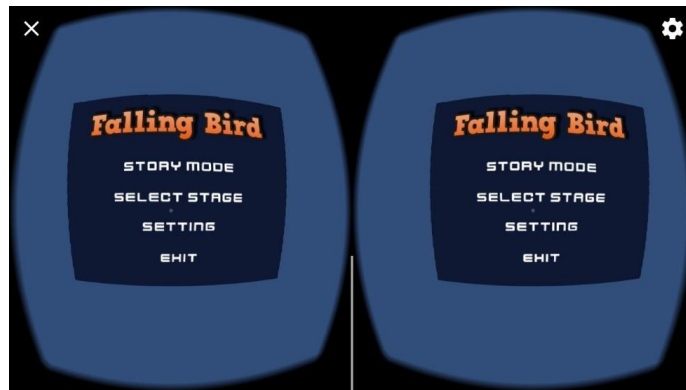 Falling Bird
STORY MODE
SELECT STAGE
SETTING
EXIT
Falling Bird
STORY MODE
SELECT STAGE
SETTING
EXIT